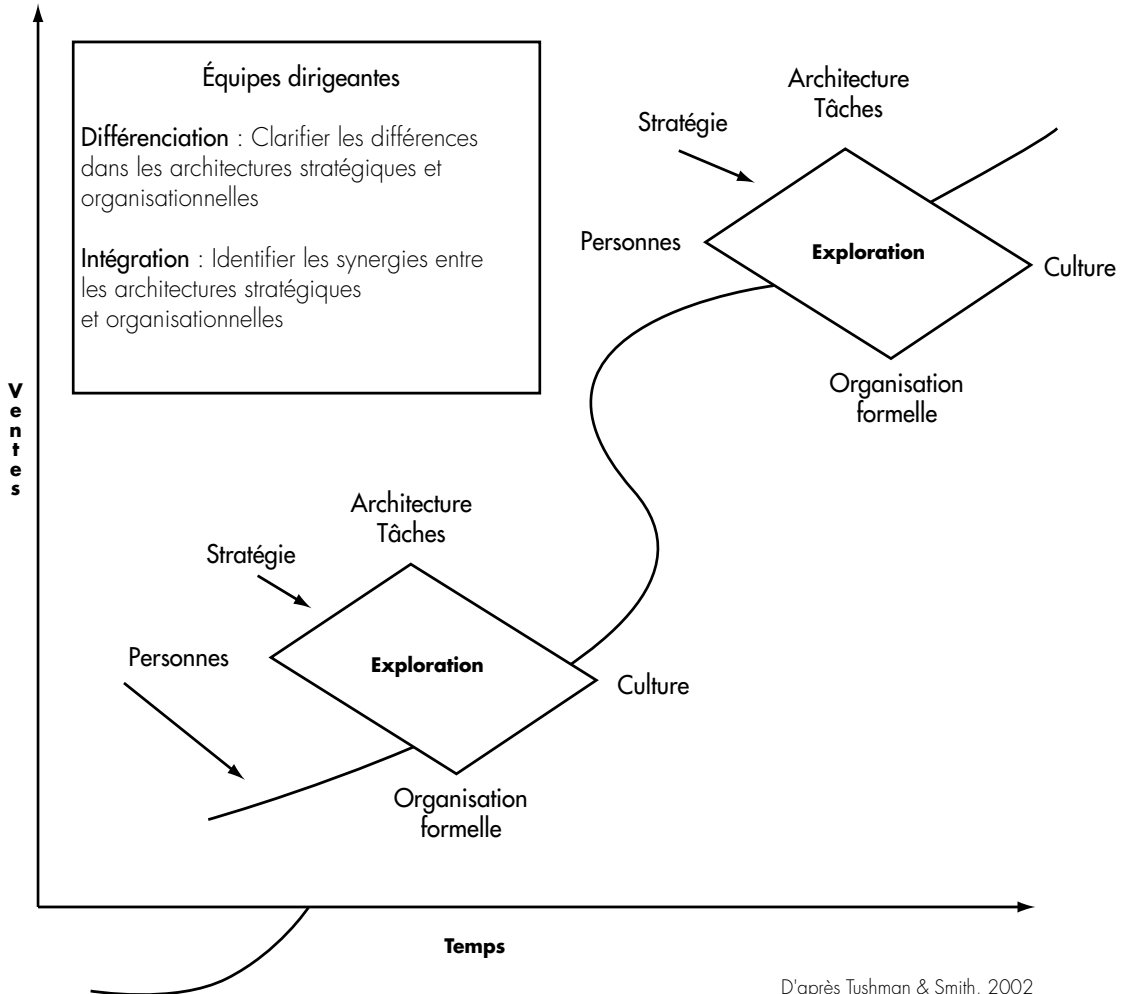 Équipes dirigeantes
Différenciation : Clarifier les différences
dans les architectures stratégiques et
organisationnelles
Intégration : Identifier les synergies entre
les architectures stratégiques
et organisationnelles
Architecture
Tâches
Stratégie
Personnes
Exploration
Culture
Organisation
formelle
Ventes
Architecture
Tâches
Stratégie
Personnes
Exploration
Culture
Organisation
formelle
Temps
D'après Tushman & Smith, 2002